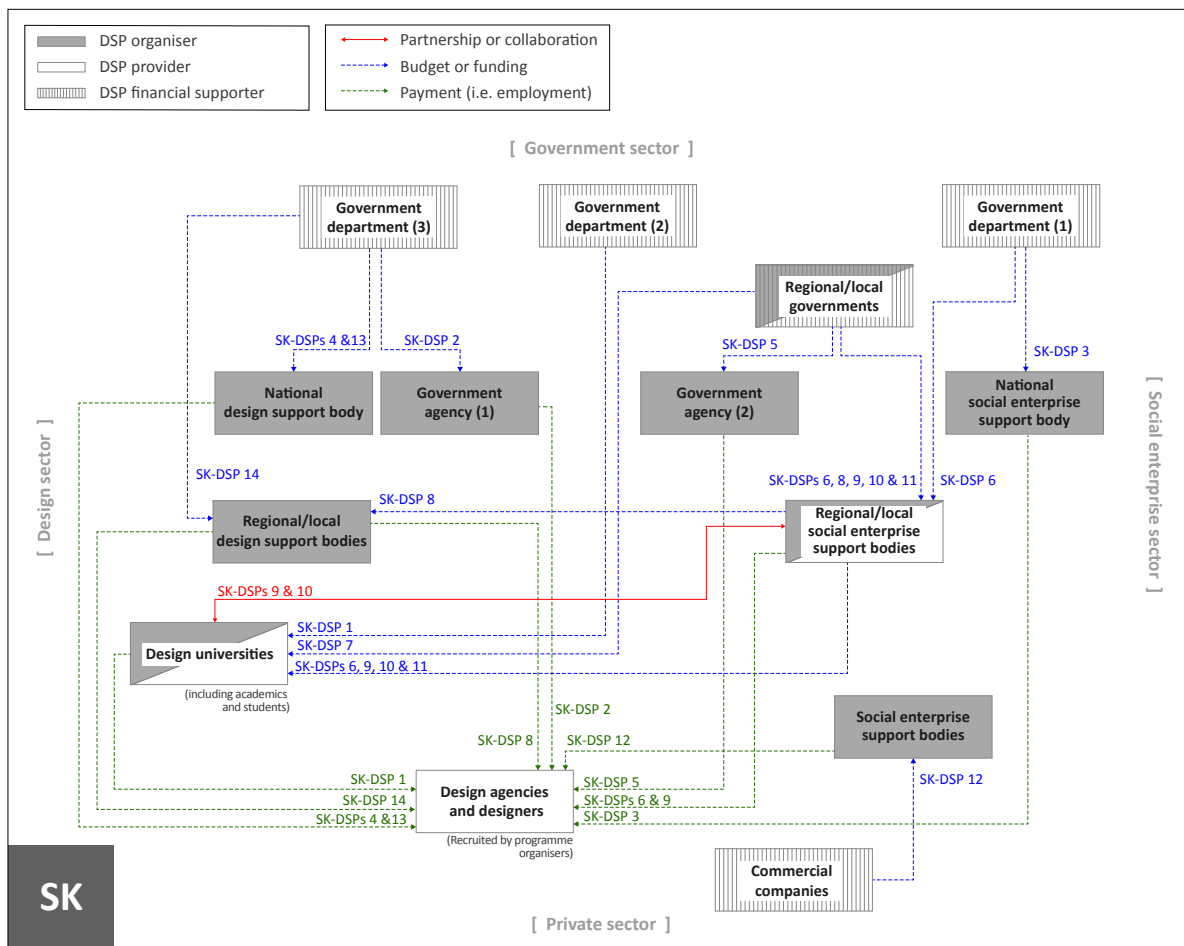 DSP organiser
DSP provider
DSP financial supporter
Partnership or collaboration
Budget or funding
Payment (i.e. employment)
[ Government sector ]
Government
department (3)
Government
department (2)
Government
department (1)
Regional/local
governments
SK-DSPs 4 &13
SK-DSP 2
SK-DSP 5
SK-DSP 3
National
design support body
Government
agency (1)
Government
agency (2)
National
social enterprise
support body
[ Design sector ]
[ Social enterprise sector ]
SK-DSP 14
SK-DSP 8
SK-DSPs 6, 8, 9, 10 & 11
SK-DSP 6
Regional/local
design support bodies
Regional/local
social enterprise
support bodies
SK-DSPs 9 & 10
SK-DSP 1
SK-DSP 7
SK-DSPs 6, 9, 10 & 11
Design universities
(including academics
and students)
SK-DSP 2
SK-DSP 8
SK-DSP 12
Social enterprise
support bodies
SK-DSP 1
SK-DSP 14
SK-DSPs 4 &13
Design agencies
and designers
(Recruited by programme
organisers)
SK-DSP 5
SK-DSPs 6 & 9
SK-DSP 3
SK-DSP 12
Commercial
companies
SK
[ Private sector ]